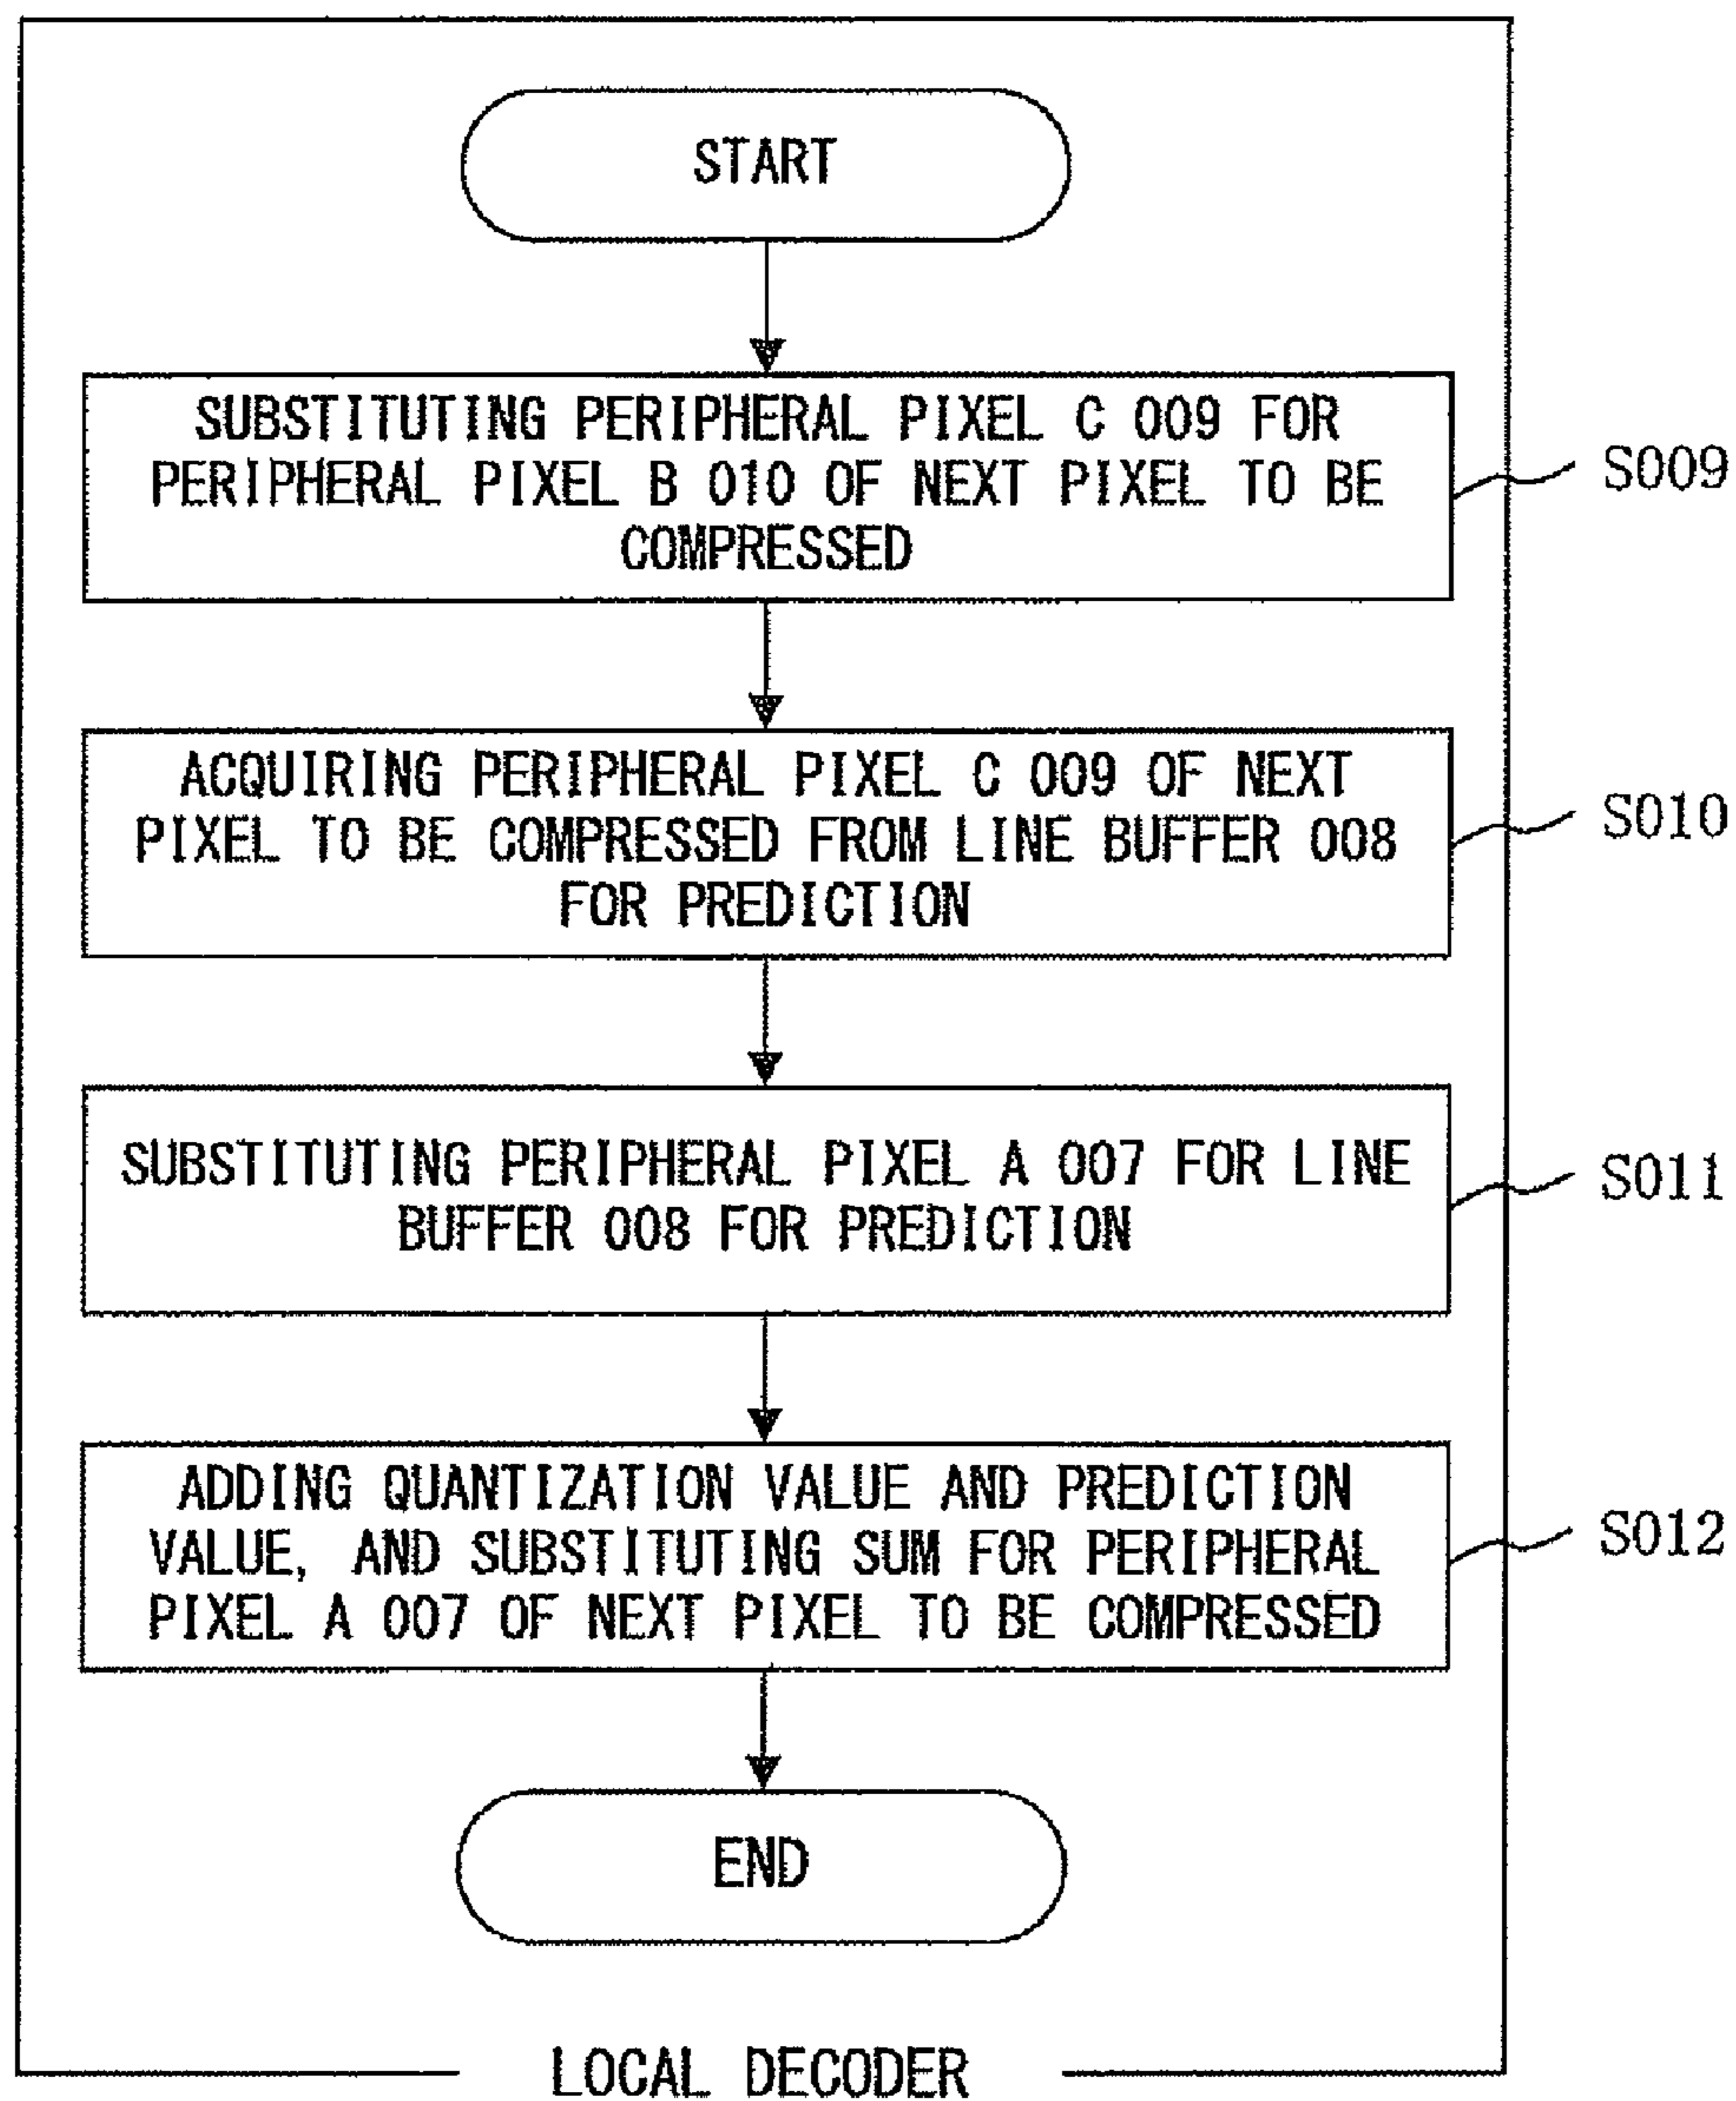 START
SUBSTITUTING PERIPHERAL PIXEL C 009 FOR
PERIPHERAL PIXEL B 010 OF NEXT PIXEL TO BE
COMPRESSED
S009
ACQUIRING PERIPHERAL PIXEL C 009 OF NEXT
PIXEL TO BE COMPRESSED FROM LINE BUFFER 008
FOR PREDICTION
S010
SUBSTITUTING PERIPHERAL PIXEL A 007 FOR LINE
BUFFER 008 FOR PREDICTION
S011
ADDING QUANTIZATION VALUE AND PREDICTION
VALUE, AND SUBSTITUTING SUM FOR PERIPHERAL
PIXEL A 007 OF NEXT PIXEL TO BE COMPRESSED
S012
END
LOCAL DECODER